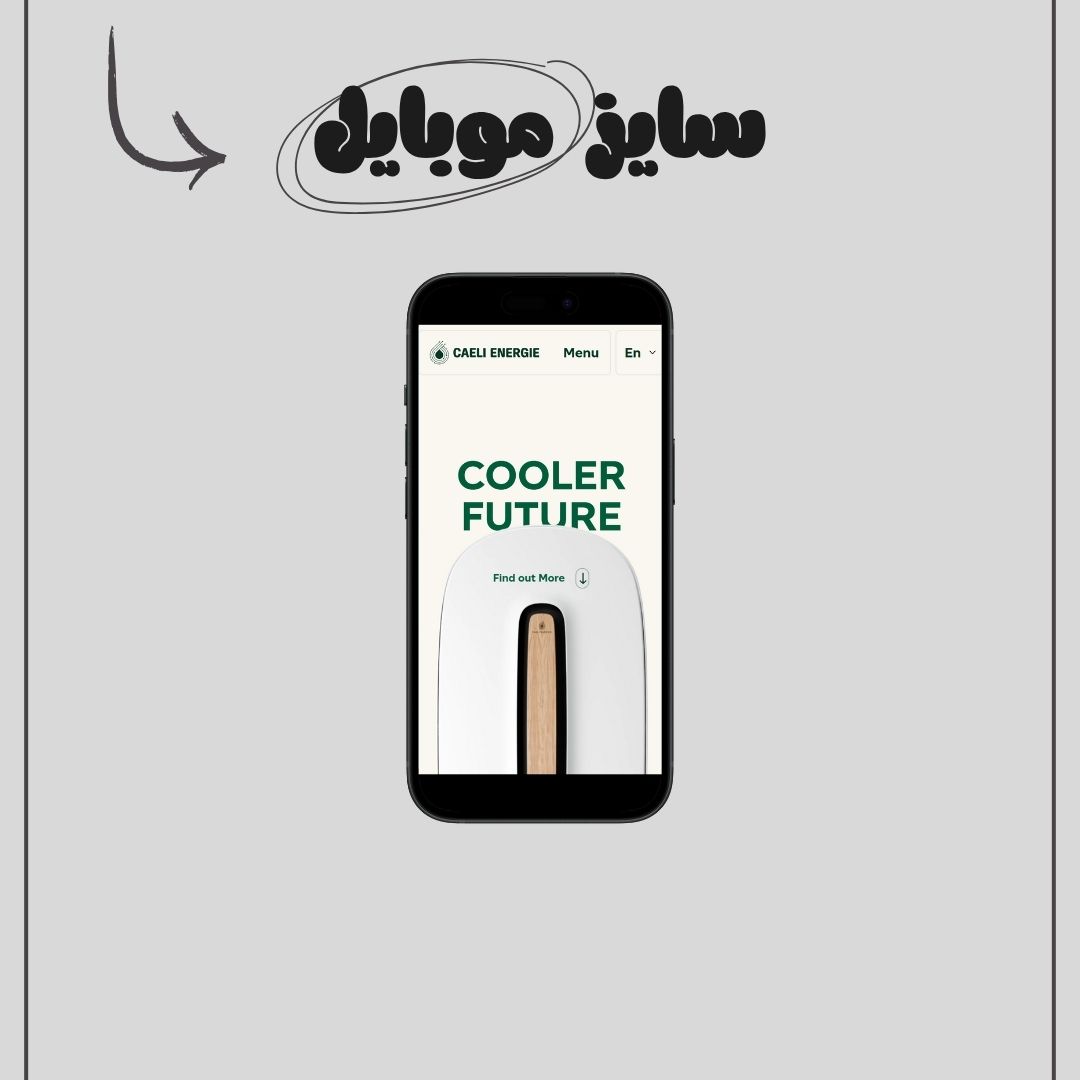 سایز موبایل
CAELI ENERGIE Menu En
COOLER
FUTURE
Find out More